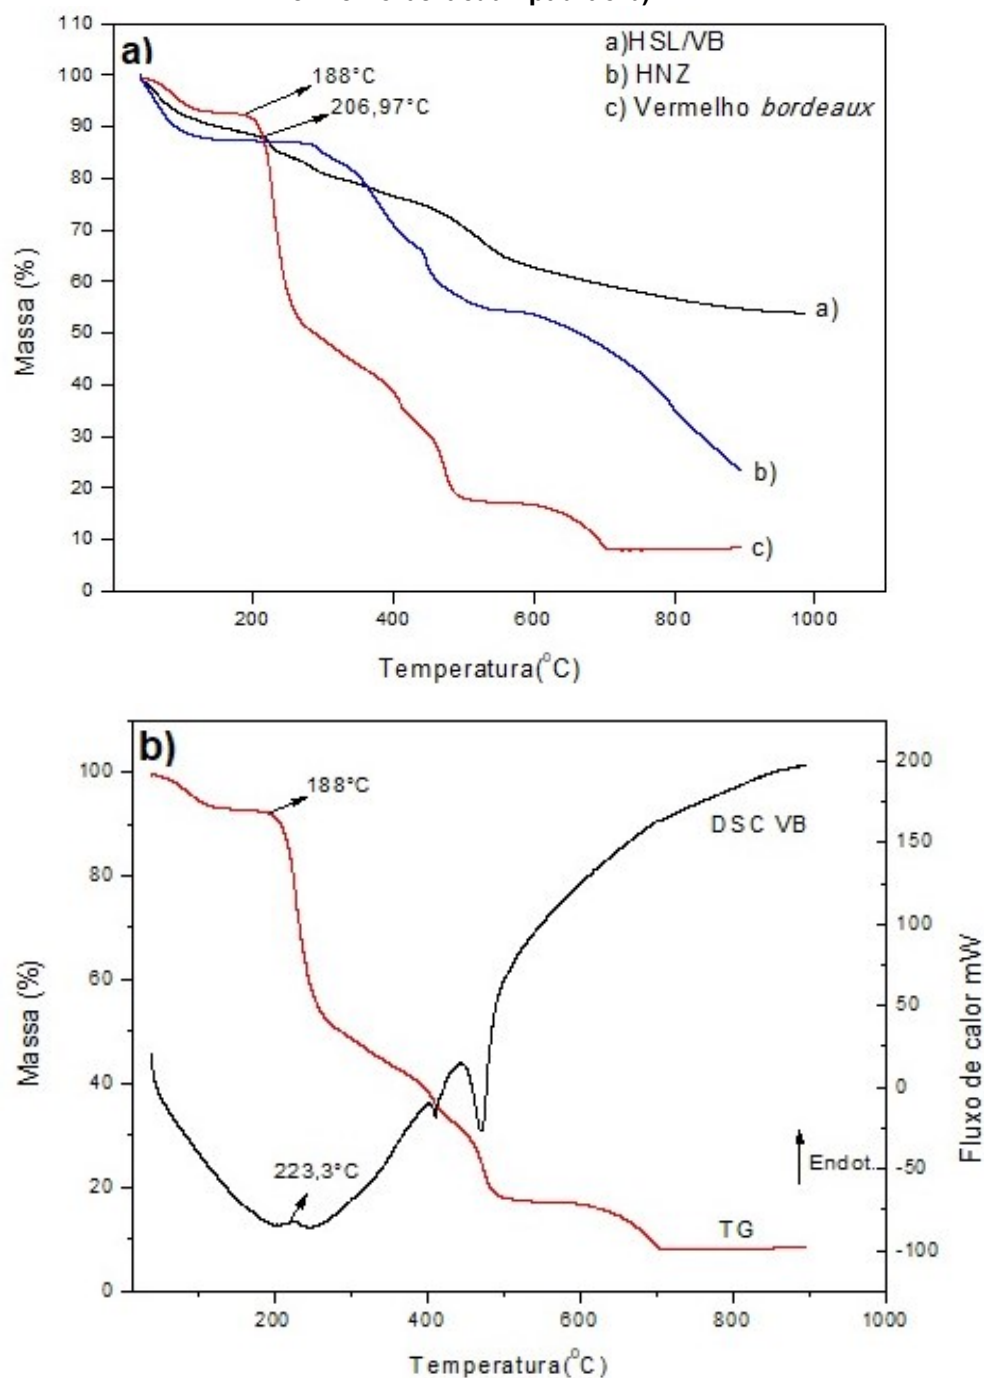 a)
a)HSL/VB
b) HNZ
c) Vermelho bordeaux
188°C
206,97°C
110
100
90
80
70
60
50
40
30
20
10
0
Massa (%)
a)
b)
c)
200
400
600
800
1000
Temperatura(°C)
b)
188°C
DSC VB
223,3°C
Endot.
TG
100
80
60
40
20
0
Massa (%)
200
150
100
50
0
-50
-100
Fluxo de calor mW
200
400
600
800
1000
Temperatura(°C)